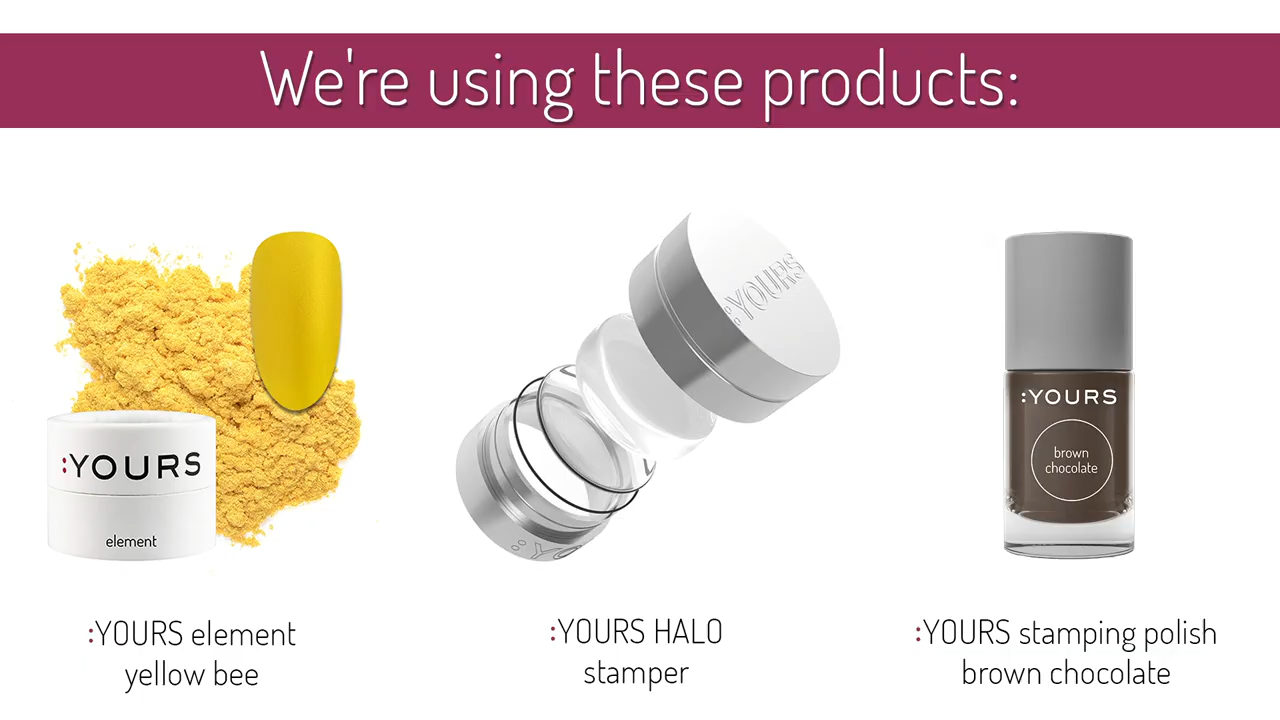 We're using these products:
:YOURS
element
:YOURS element
yellow bee
:YOURS
:YOURS HALO
stamper
:YOURS
brown
chocolate
:YOURS stamping polish
brown chocolate